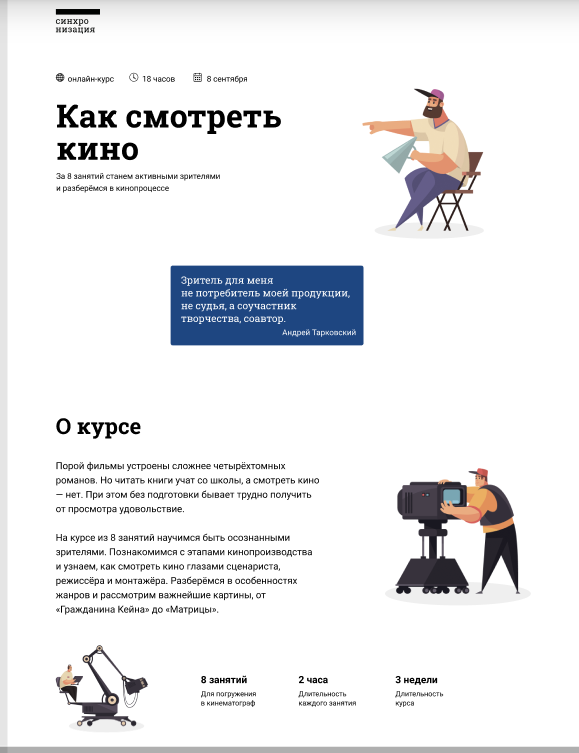 синхро
низация
онлайн-курс 18 часов 8 сентября
Как смотреть
кино
За 8 занятий станем активными зрителями
и разберёмся в кинопроцессе
Зритель для меня
не потребитель моей продукции,
не судья, а соучастник
творчества, соавтор.
Андрей Тарковский
О курсе
Порой фильмы устроены сложнее четырёхтомных
романов. Но читать книги учат со школы, а смотреть кино
— нет. При этом без подготовки бывает трудно получить
от просмотра удовольствие.
На курсе из 8 занятий научимся быть осознанными
зрителями. Познакомимся с этапами кинопроизводства
и узнаем, как смотреть кино глазами сценариста,
режиссёра и монтажёра. Разберёмся в особенностях
жанров и рассмотрим важнейшие картины, от
«Гражданина Кейна» до «Матрицы».
8 занятий 2 часа 3 недели
Для погружения Длительность Длительность
в кинематограф каждого занятия курса